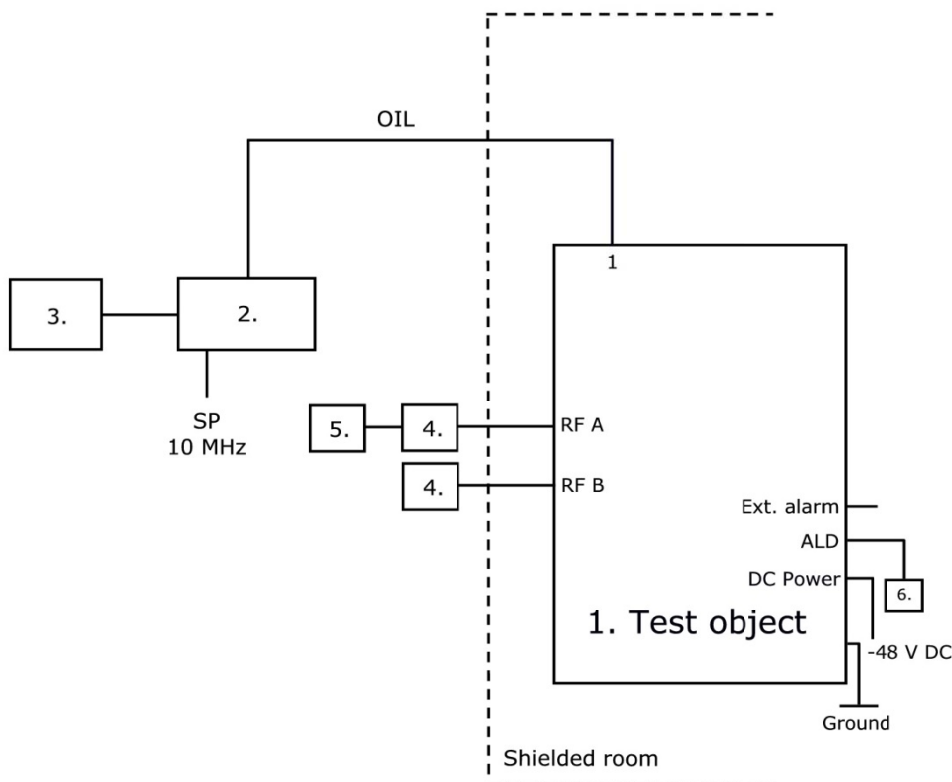 OIL
1
3.
2.
SP
10 MHz
5.
4.
RF A
4.
RF B
Ext. alarm
ALD
DC Power
6.
1. Test object
-48 V DC
Ground
Shielded room